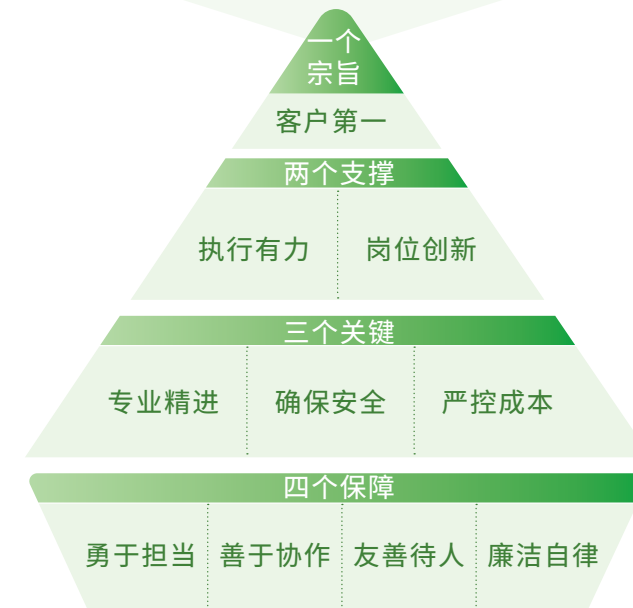 一个
宗旨
客户第一
两个支撑
执行有力 岗位创新
三个关键
专业精进 确保安全 严控成本
四个保障
勇于担当 善于协作 友善待人 廉洁自律